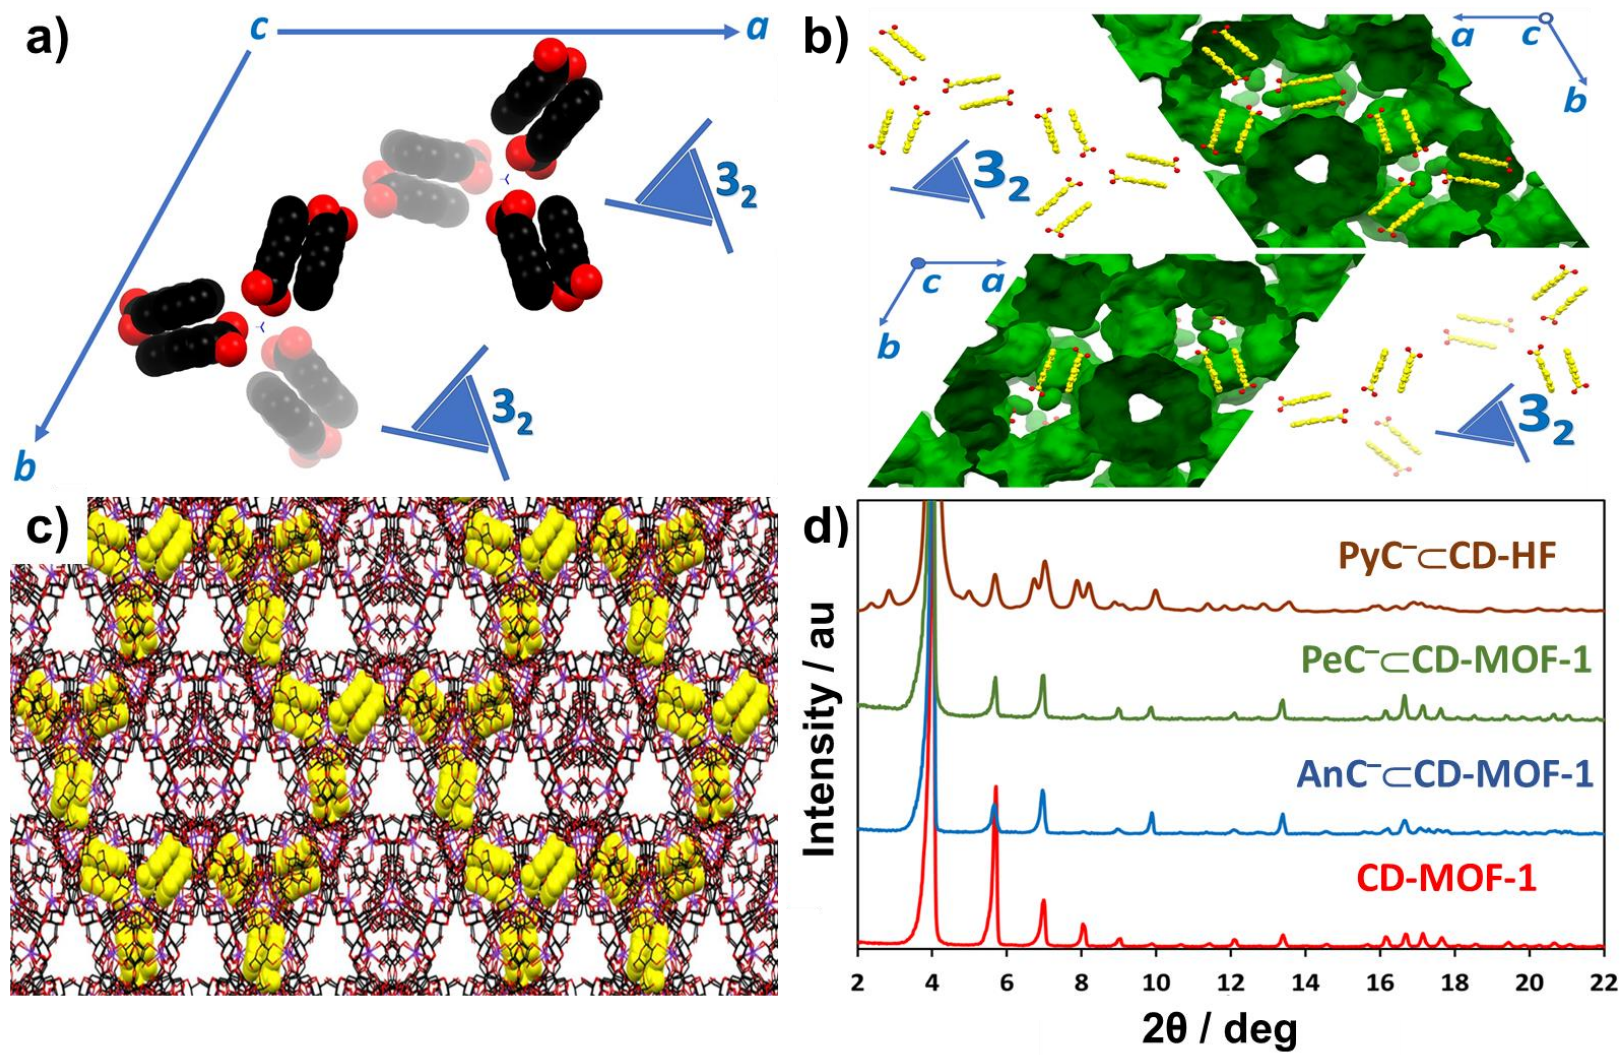 a)
c
a
b
3₂
3₂
b)
a
c
b
3₂
c
a
b
3₂
c)
d)
PyC⁻⊂CD-HF
PeC⁻⊂CD-MOF-1
AnC⁻⊂CD-MOF-1
CD-MOF-1
Intensity / au
2 4 6 8 10 12 14 16 18 20 22
2θ / deg